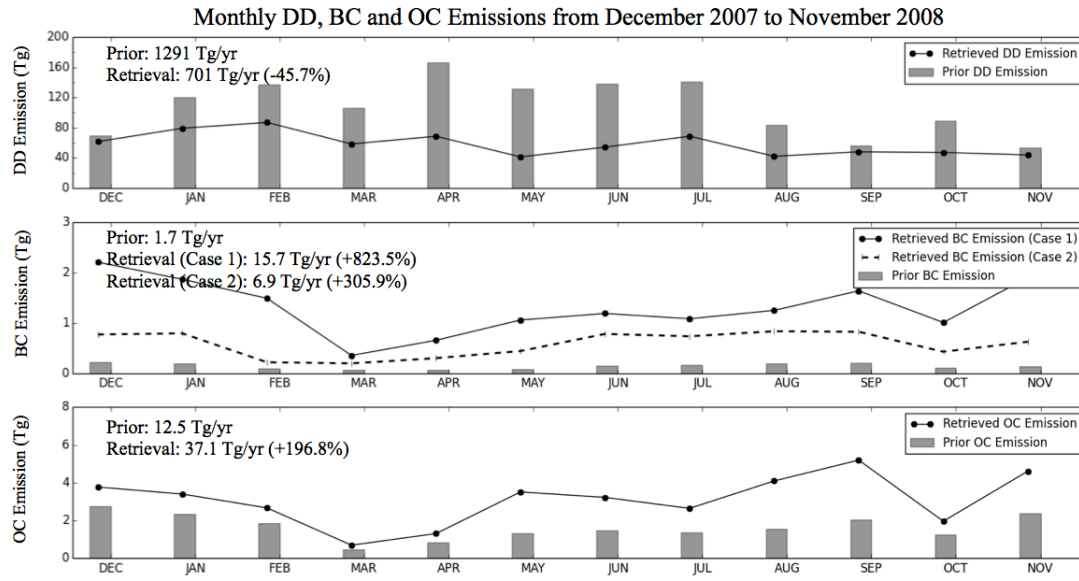 Monthly DD, BC and OC Emissions from December 2007 to November 2008
DD Emission (Tg)
200
160
120
80
40
0
Prior: 1291 Tg/yr
Retrieval: 701 Tg/yr (-45.7%)
Retrieved DD Emission
Prior DD Emission
DEC JAN FEB MAR APR MAY JUN JUL AUG SEP OCT NOV
BC Emission (Tg)
3
2
1
0
Prior: 1.7 Tg/yr
Retrieval (Case 1): 15.7 Tg/yr (+823.5%)
Retrieval (Case 2): 6.9 Tg/yr (+305.9%)
Retrieved BC Emission (Case 1)
Retrieved BC Emission (Case 2)
Prior BC Emission
DEC JAN FEB MAR APR MAY JUN JUL AUG SEP OCT NOV
OC Emission (Tg)
8
6
4
2
0
Prior: 12.5 Tg/yr
Retrieval: 37.1 Tg/yr (+196.8%)
Retrieved OC Emission
Prior OC Emission
DEC JAN FEB MAR APR MAY JUN JUL AUG SEP OCT NOV